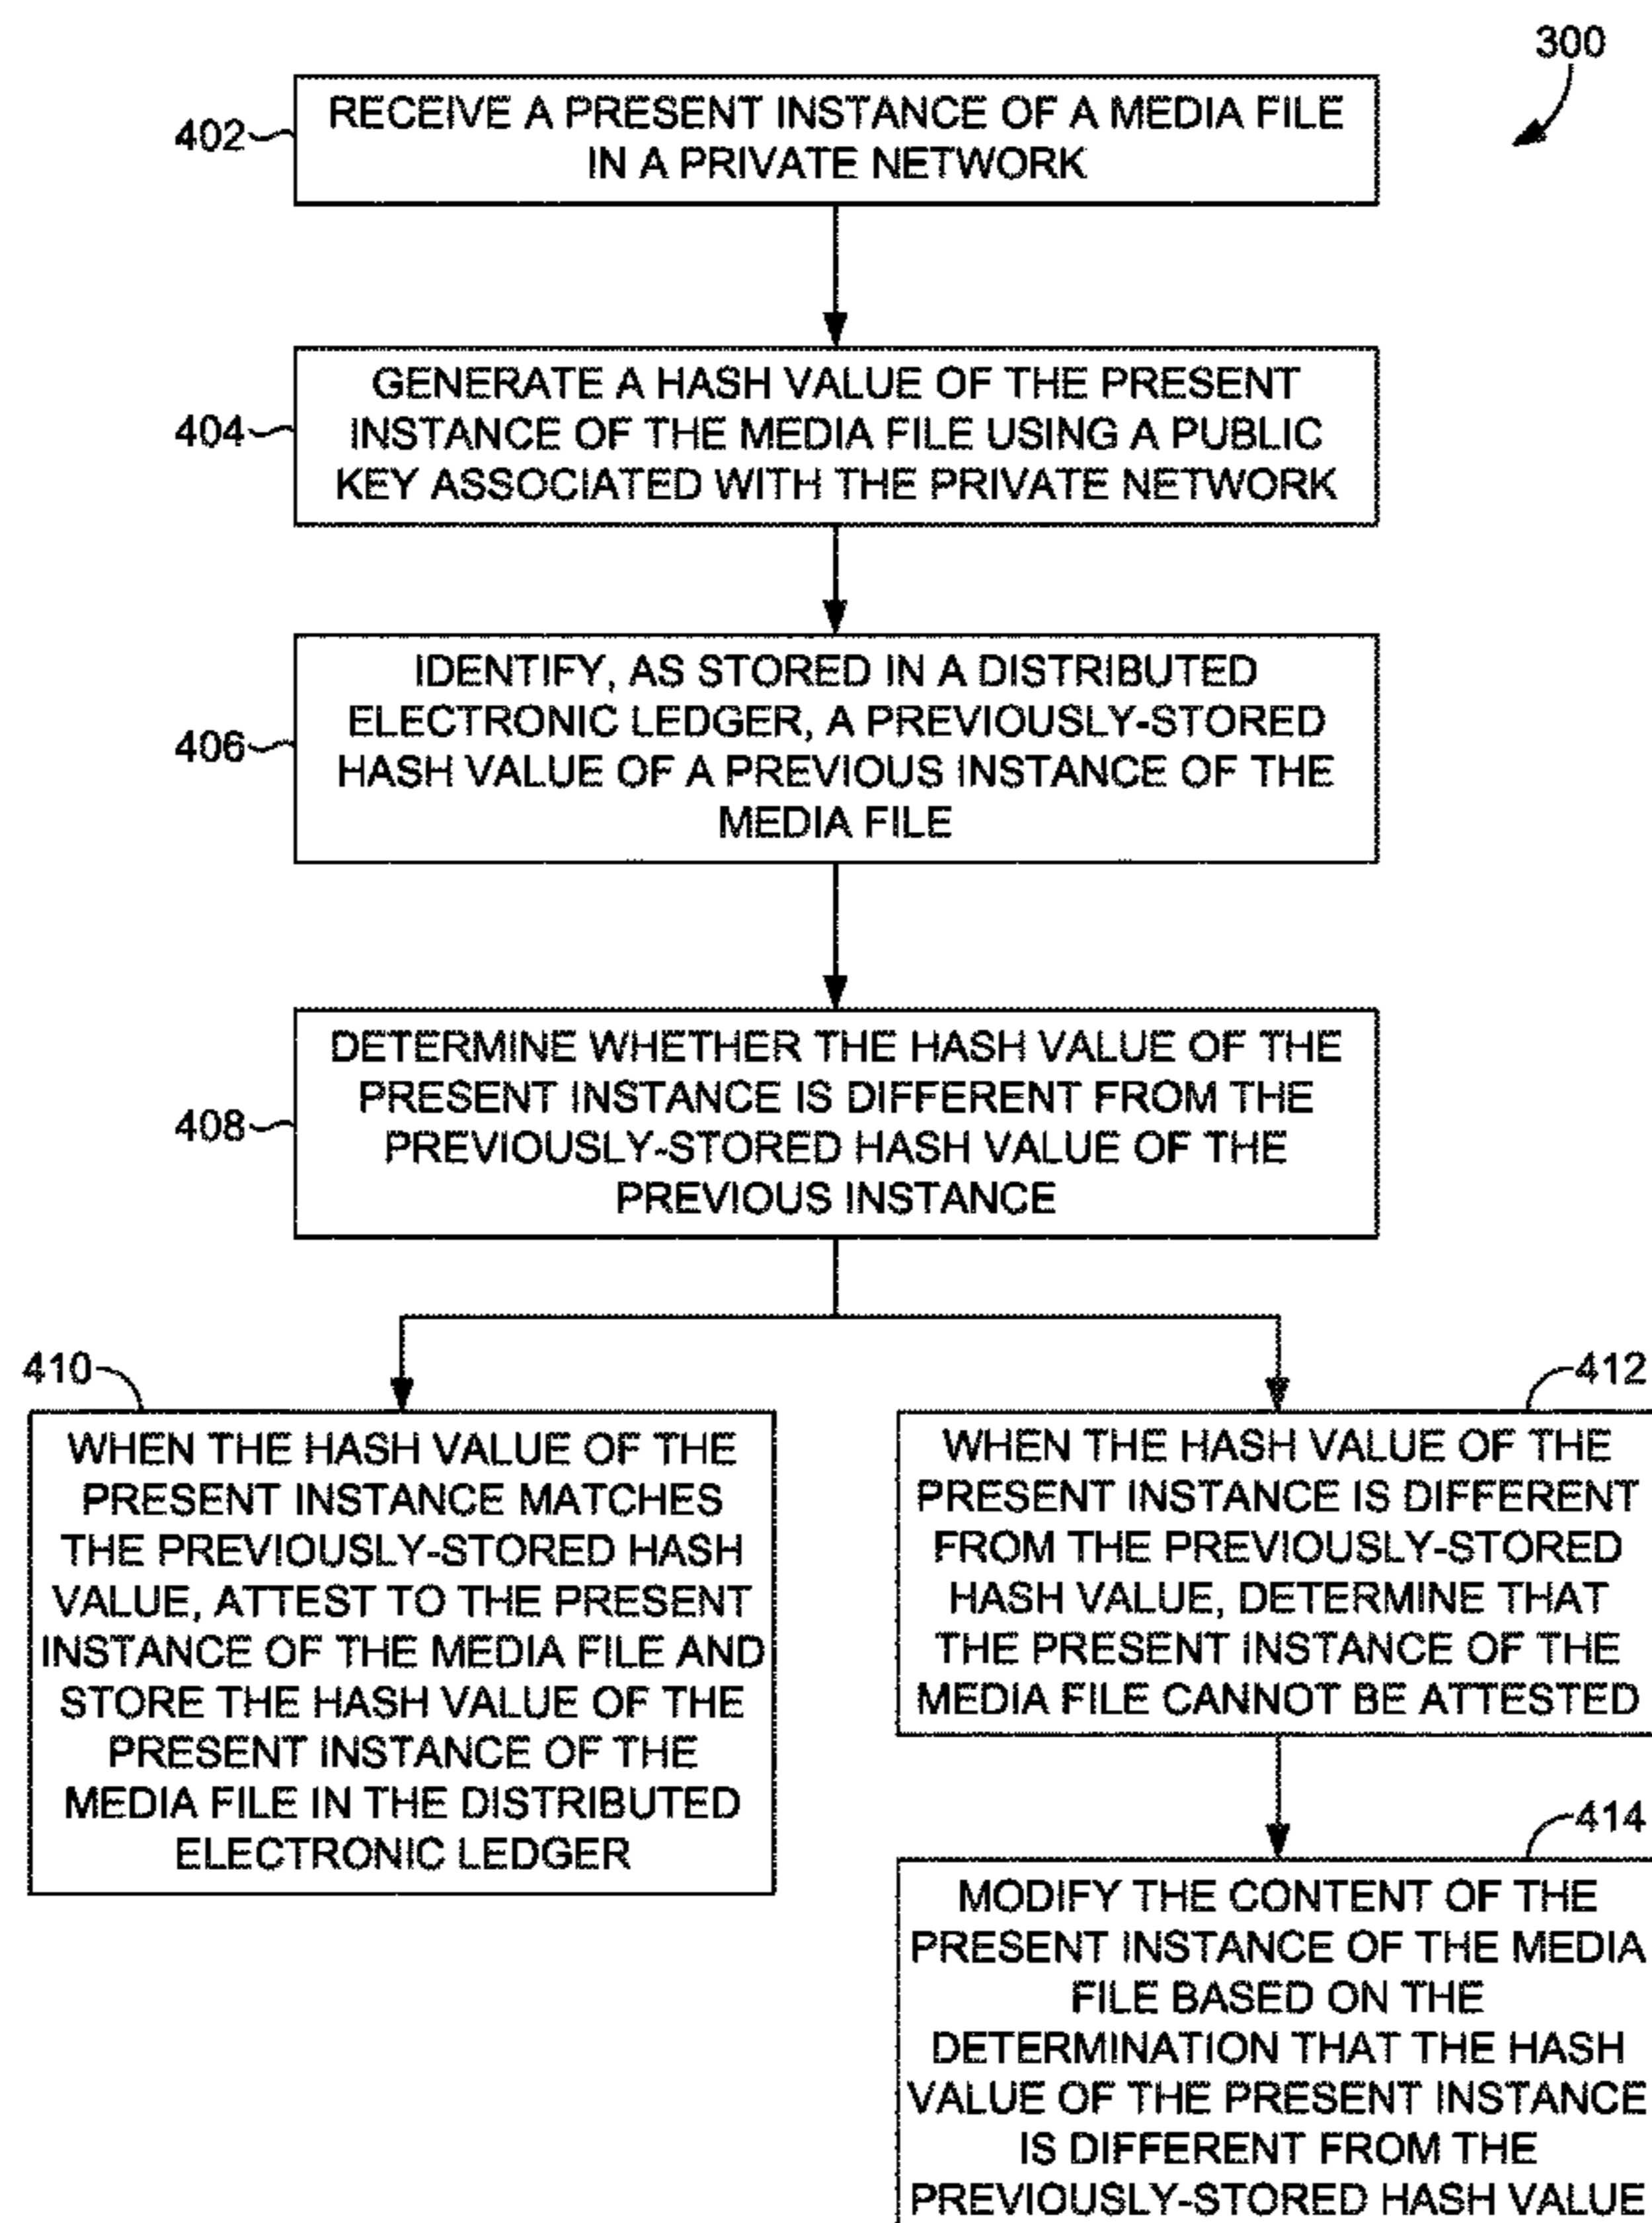 300
402
RECEIVE A PRESENT INSTANCE OF A MEDIA FILE
IN A PRIVATE NETWORK
404
GENERATE A HASH VALUE OF THE PRESENT
INSTANCE OF THE MEDIA FILE USING A PUBLIC
KEY ASSOCIATED WITH THE PRIVATE NETWORK
406
IDENTIFY, AS STORED IN A DISTRIBUTED
ELECTRONIC LEDGER, A PREVIOUSLY-STORED
HASH VALUE OF A PREVIOUS INSTANCE OF THE
MEDIA FILE
408
DETERMINE WHETHER THE HASH VALUE OF THE
PRESENT INSTANCE IS DIFFERENT FROM THE
PREVIOUSLY-STORED HASH VALUE OF THE
PREVIOUS INSTANCE
410
WHEN THE HASH VALUE OF THE
PRESENT INSTANCE MATCHES
THE PREVIOUSLY-STORED HASH
VALUE, ATTEST TO THE PRESENT
INSTANCE OF THE MEDIA FILE AND
STORE THE HASH VALUE OF THE
PRESENT INSTANCE OF THE
MEDIA FILE IN THE DISTRIBUTED
ELECTRONIC LEDGER
412
WHEN THE HASH VALUE OF THE
PRESENT INSTANCE IS DIFFERENT
FROM THE PREVIOUSLY-STORED
HASH VALUE, DETERMINE THAT
THE PRESENT INSTANCE OF THE
MEDIA FILE CANNOT BE ATTESTED
414
MODIFY THE CONTENT OF THE
PRESENT INSTANCE OF THE MEDIA
FILE BASED ON THE
DETERMINATION THAT THE HASH
VALUE OF THE PRESENT INSTANCE
IS DIFFERENT FROM THE
PREVIOUSLY-STORED HASH VALUE